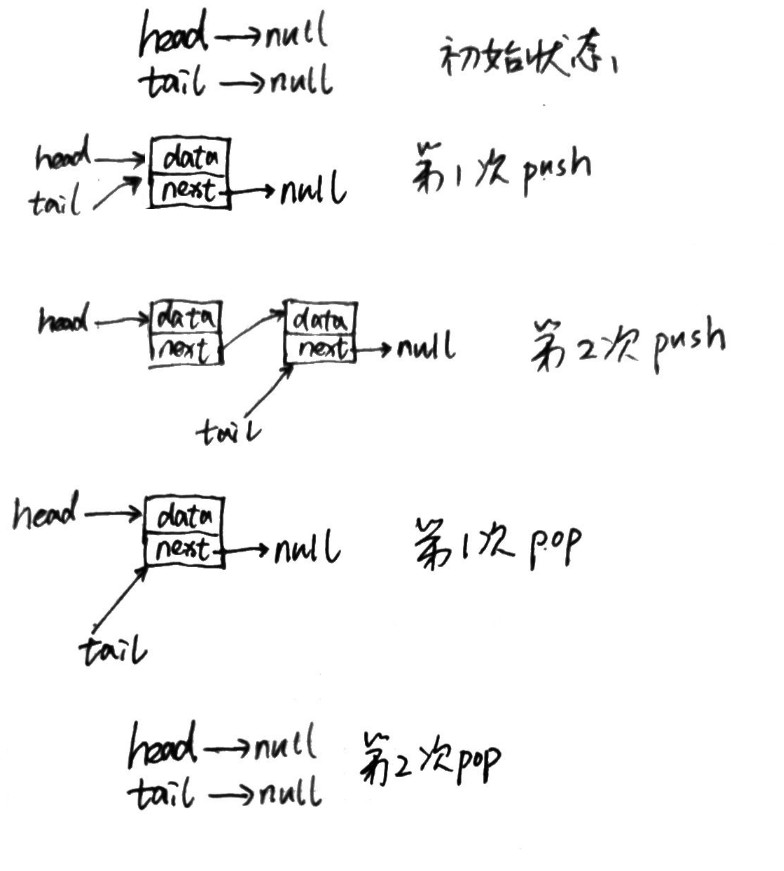 head → null
tail → null
初始状态,
head → data
tail
next → null
第1次 push
head → data data
next next → null
第2次 push
tail
head → data
next → null
第1次 pop
tail
head → null
tail → null
第2次 pop